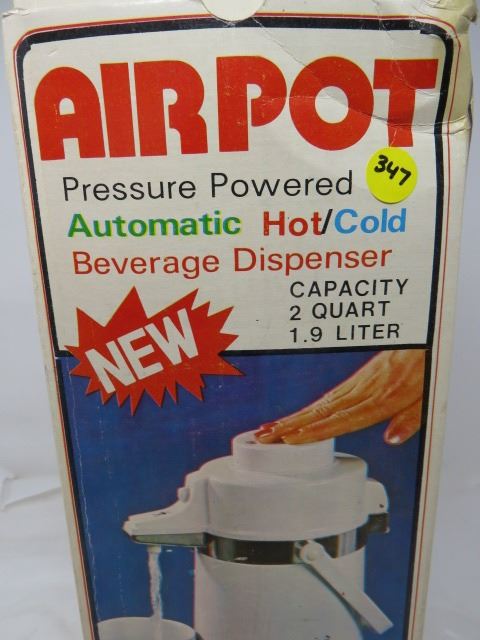 AIRPOT
347
Pressure Powered
Automatic Hot/Cold
Beverage Dispenser
CAPACITY
2 QUART
1.9 LITER
NEW